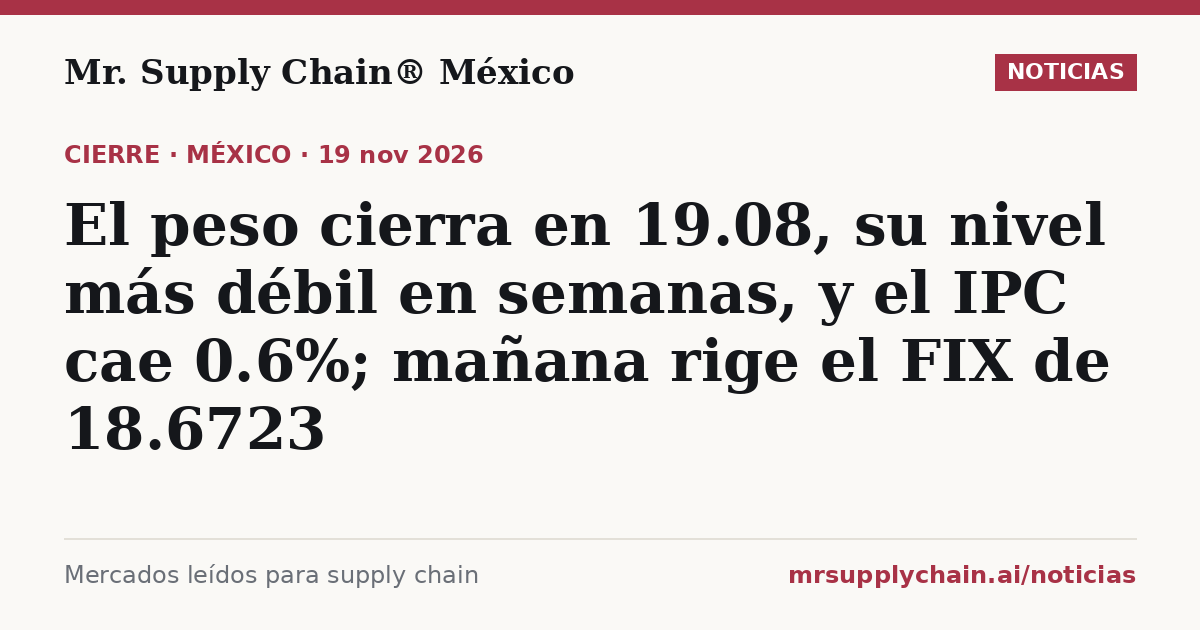 Mr. Supply Chain® México
NOTICIAS
CIERRE · MÉXICO · 19 nov 2026
El peso cierra en 19.08, su nivel
más débil en semanas, y el IPC
cae 0.6%; mañana rige el FIX de
18.6723
Mercados leídos para supply chain
mrsupplychain.ai/noticias